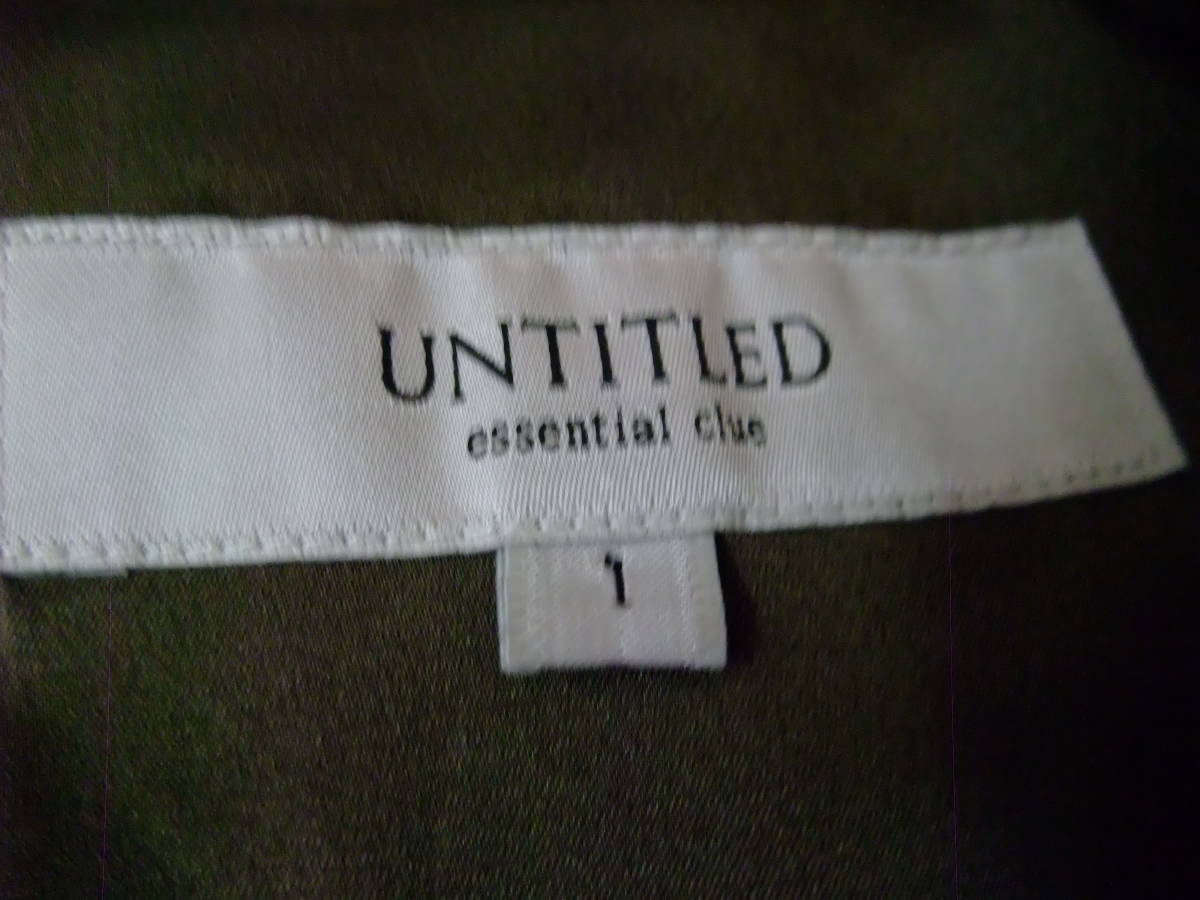 UNTITLED
essential clue
1